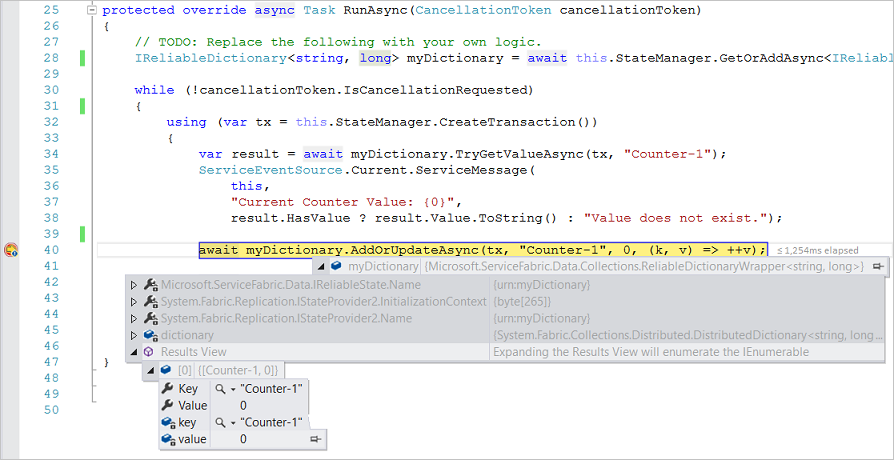 25 protected override async Task RunAsync(CancellationToken cancellationToken)
26 {
27 // TODO: Replace the following with your own logic.
28 IReliableDictionary<string, long> myDictionary = await this.StateManager.GetOrAddAsync<IRelia
29
30 while (!cancellationToken.IsCancellationRequested)
31 {
32 using (var tx = this.StateManager.CreateTransaction())
33 {
34 var result = await myDictionary.TryGetValueAsync(tx, "Counter-1");
35 ServiceEventSource.Current.ServiceMessage(
36 this,
37 "Current Counter Value: {0}",
38 result.HasValue ? result.Value.ToString() : "Value does not exist.");
39
40 await myDictionary.AddOrUpdateAsync(tx, "Counter-1", 0, (k, v) => ++v); ≤ 1,254ms elapsed
41 myDictionary {Microsoft.ServiceFabric.Data.Collections.ReliableDictionaryWrapper<string, long>}
42 Microsoft.ServiceFabric.Data.IReliableState.Name {urn:myDictionary}
43 System.Fabric.Replication.IStateProvider2.InitializationContext {byte[265]}
44 System.Fabric.Replication.IStateProvider2.Name {urn:myDictionary}
45 dictionary {System.Fabric.Collections.Distributed.DistributedDictionary<string, long...
46 Results View Expanding the Results View will enumerate the IEnumerable
47 }
[0] {[Counter-1, 0]}
48 Key "Counter-1"
49 Value 0
50 key "Counter-1"
value 0